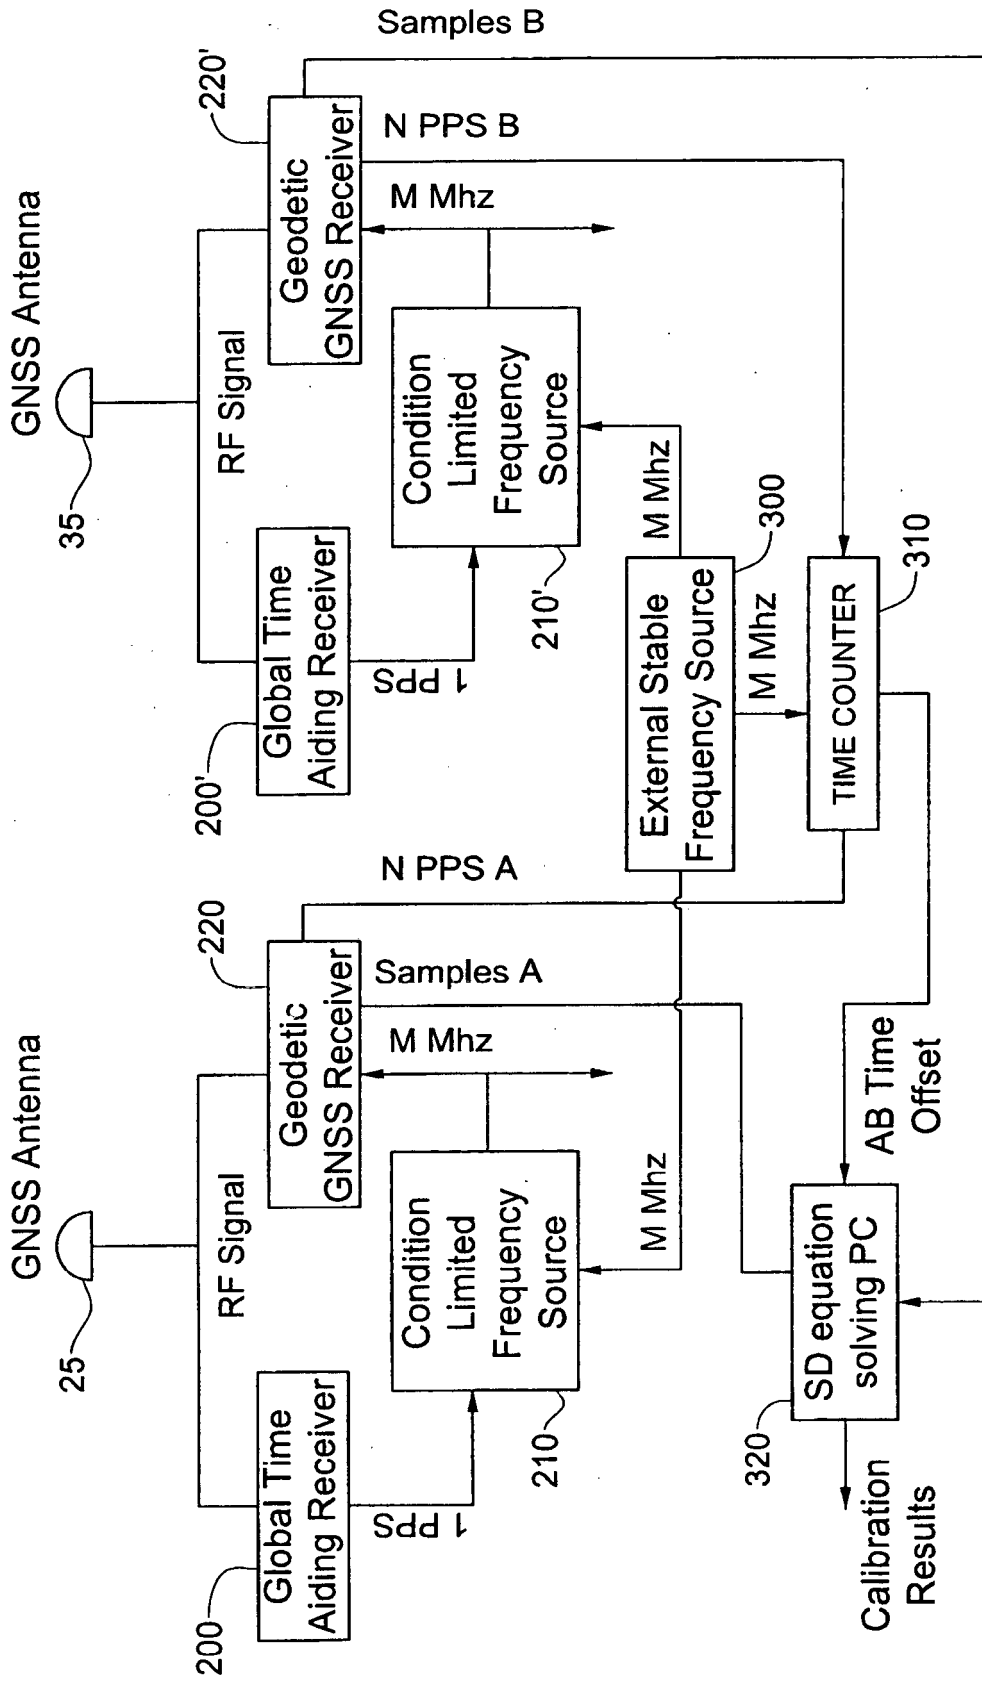 GNSS Antenna
25
RF Signal
Global Time
Aiding Receiver
200
1 PPS
Geodetic
GNSS Receiver
220
M Mhz
Samples A
N PPS A
Condition
Limited
Frequency
Source
210
M Mhz
GNSS Antenna
35
RF Signal
Global Time
Aiding Receiver
200'
1 PPS
Geodetic
GNSS Receiver
220'
M Mhz
N PPS B
Samples B
Condition
Limited
Frequency
Source
210'
M Mhz
External Stable
Frequency Source
300
M Mhz
TIME COUNTER
310
AB Time
Offset
SD equation
solving PC
320
Calibration
Results